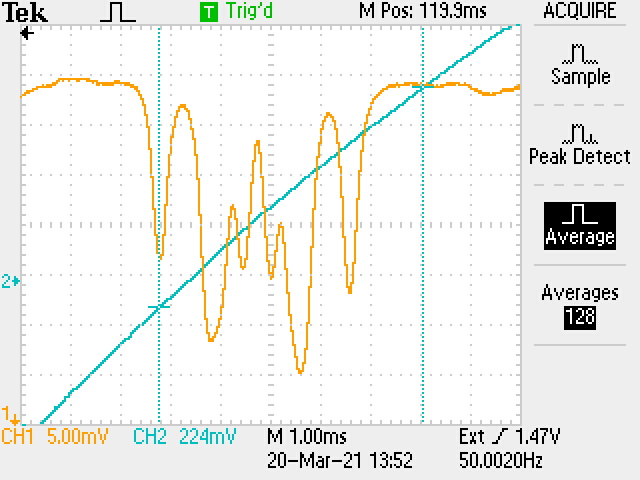 Tek T Trig'd M Pos: 119.9ms ACQUIRE
Sample
Peak Detect
Average
Averages
128
2
1
CH1 5.00mV CH2 224mV M 1.00ms Ext 1.47V
20-Mar-21 13:52 50.0020Hz